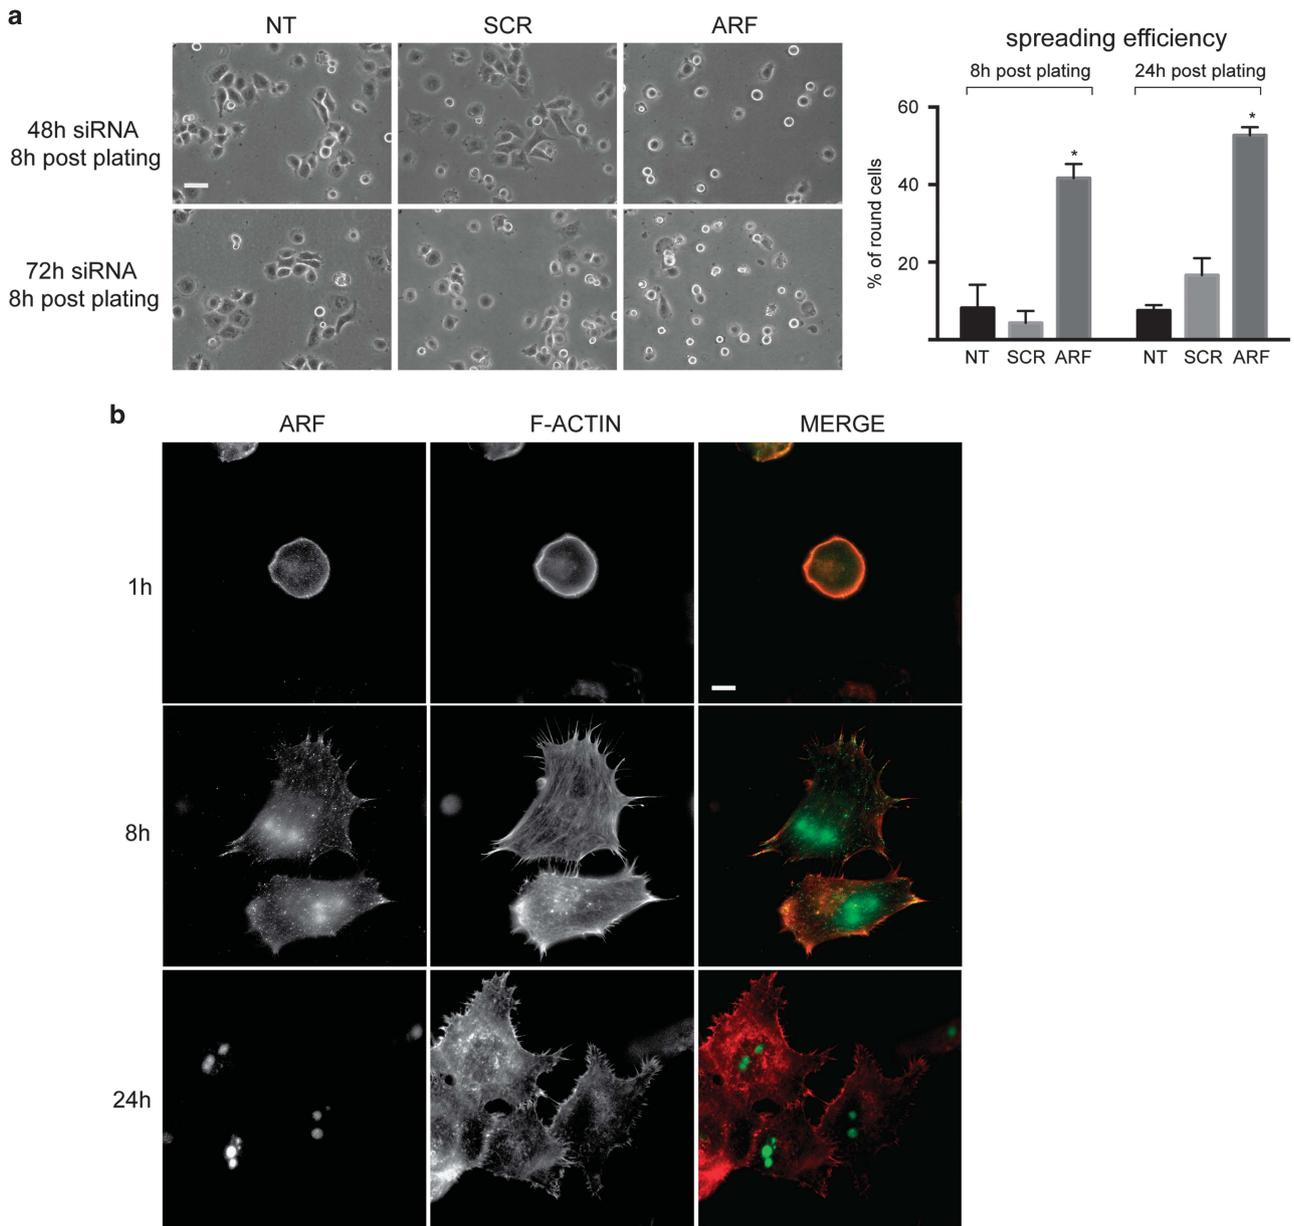 a
NT SCR ARF
48h siRNA
8h post plating
72h siRNA
8h post plating
spreading efficiency
8h post plating 24h post plating
% of round cells
60
40
20
* *
NT SCR ARF NT SCR ARF
b
ARF F-ACTIN MERGE
1h
8h
24h